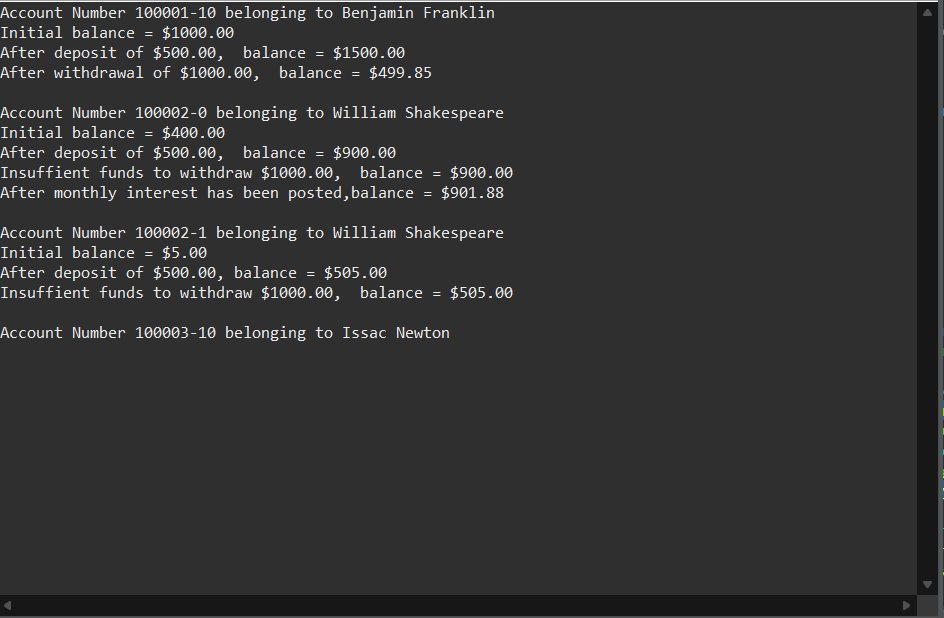 Account Number 100001-10 belonging to Benjamin Franklin
Initial balance = $1000.00
After deposit of $500.00,  balance = $1500.00
After withdrawal of $1000.00,  balance = $499.85

Account Number 100002-0 belonging to William Shakespeare
Initial balance = $400.00
After deposit of $500.00,  balance = $900.00
Insuffient funds to withdraw $1000.00,  balance = $900.00
After monthly interest has been posted,balance = $901.88

Account Number 100002-1 belonging to William Shakespeare
Initial balance = $5.00
After deposit of $500.00, balance = $505.00
Insuffient funds to withdraw $1000.00,  balance = $505.00

Account Number 100003-10 belonging to Issac Newton